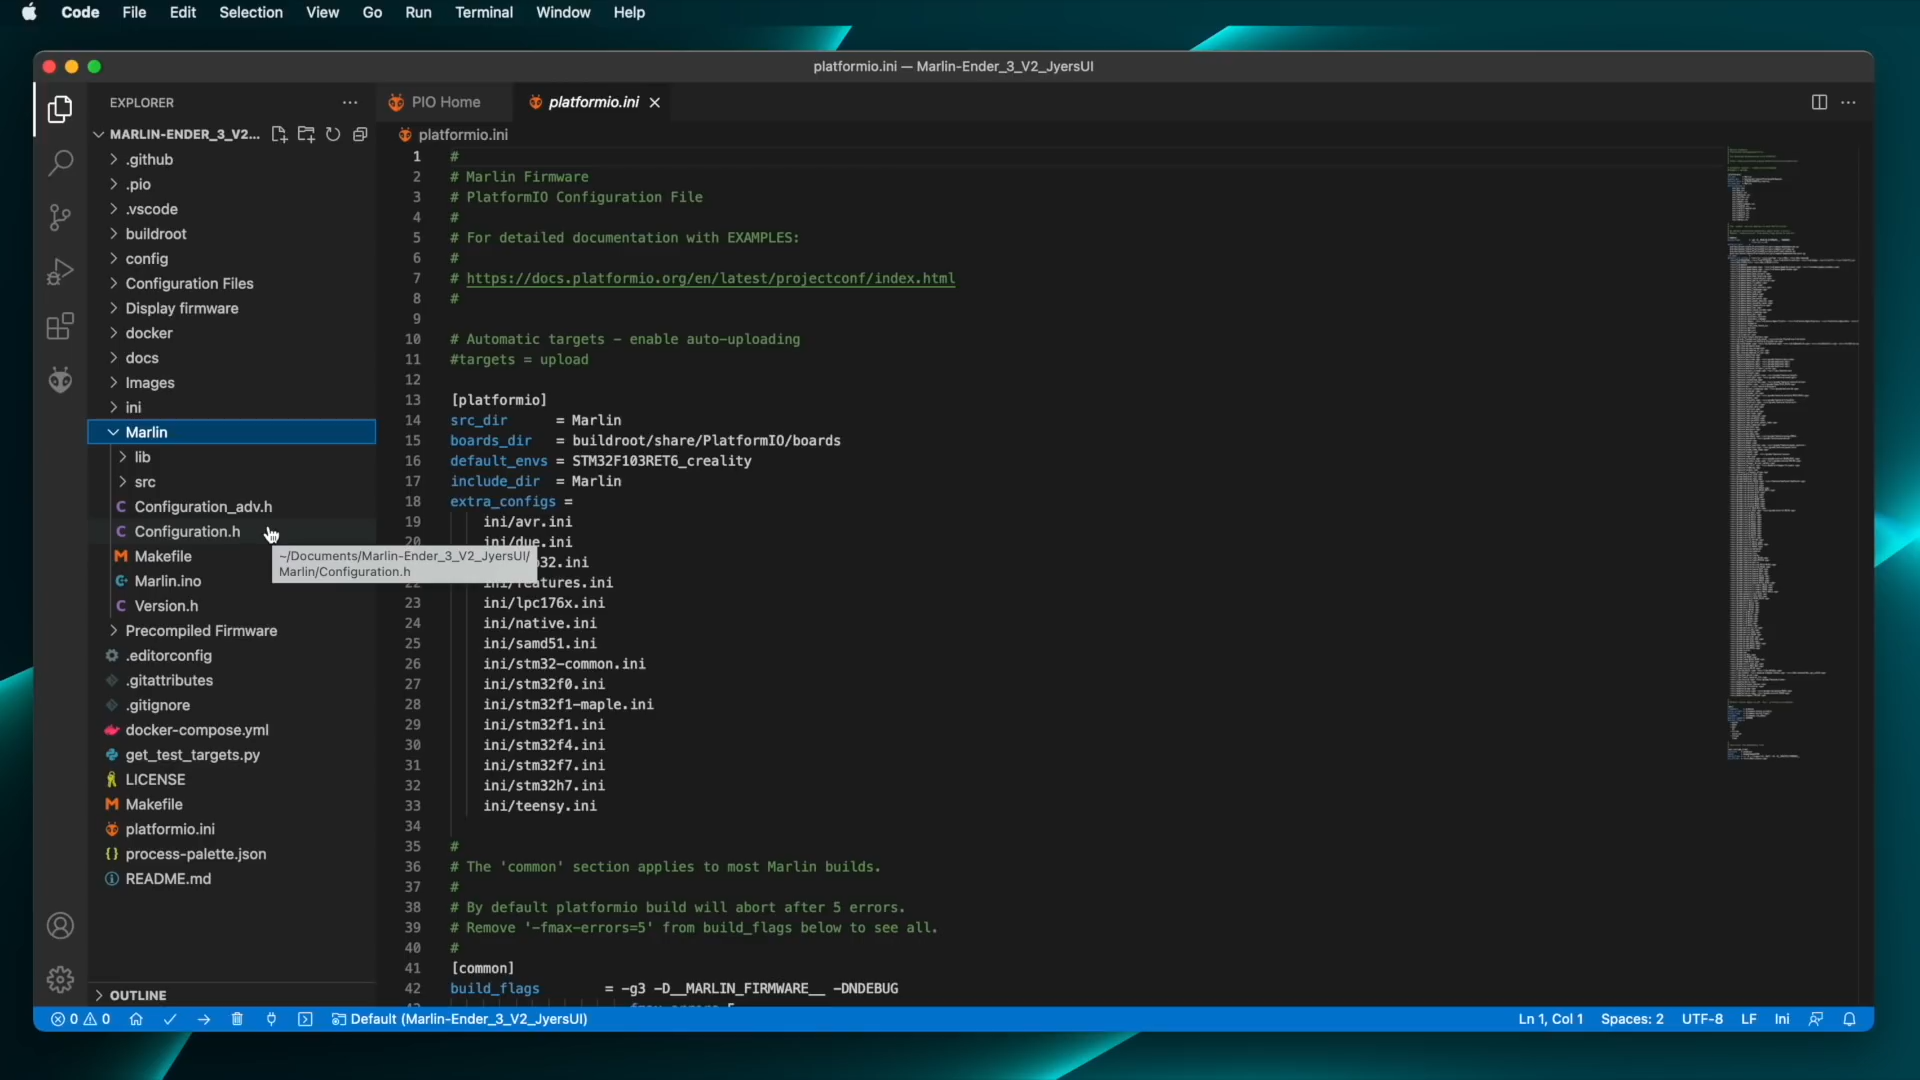 Code File Edit Selection View Go Run Terminal Window Help
platformio.ini — Marlin-Ender_3_V2_JyersUI
EXPLORER
MARLIN-ENDER_3_V2...
.github
.pio
.vscode
buildroot
config
Configuration Files
Display firmware
docker
docs
Images
ini
Marlin
lib
src
Configuration_adv.h
Configuration.h
Makefile
Marlin.ino
Version.h
Precompiled Firmware
.editorconfig
.gitattributes
.gitignore
docker-compose.yml
get_test_targets.py
LICENSE
Makefile
platformio.ini
process-palette.json
README.md
OUTLINE
~/Documents/Marlin-Ender_3_V2_JyersUI/
Marlin/Configuration.h
PIO Home platformio.ini
platformio.ini
1 #
2 # Marlin Firmware
3 # PlatformIO Configuration File
4 #
5 # For detailed documentation with EXAMPLES:
6 #
7 # https://docs.platformio.org/en/latest/projectconf/index.html
8 #
9
10 # Automatic targets - enable auto-uploading
11 #targets = upload
12
13 [platformio]
14 src_dir = Marlin
15 boards_dir = buildroot/share/PlatformIO/boards
16 default_envs = STM32F103RET6_creality
17 include_dir = Marlin
18 extra_configs =
19 ini/avr.ini
20 ini/due.ini
32.ini
22 ini/features.ini
23 ini/lpc176x.ini
24 ini/native.ini
25 ini/samd51.ini
26 ini/stm32-common.ini
27 ini/stm32f0.ini
28 ini/stm32f1-maple.ini
29 ini/stm32f1.ini
30 ini/stm32f4.ini
31 ini/stm32f7.ini
32 ini/stm32h7.ini
33 ini/teensy.ini
34
35 #
36 # The 'common' section applies to most Marlin builds.
37 #
38 # By default platformio build will abort after 5 errors.
39 # Remove '-fmax-errors=5' from build_flags below to see all.
40 #
41 [common]
42 build_flags = -g3 -D__MARLIN_FIRMWARE__ -DNDEBUG
0 0 Default (Marlin-Ender_3_V2_JyersUI) Ln 1, Col 1 Spaces: 2 UTF-8 LF Ini